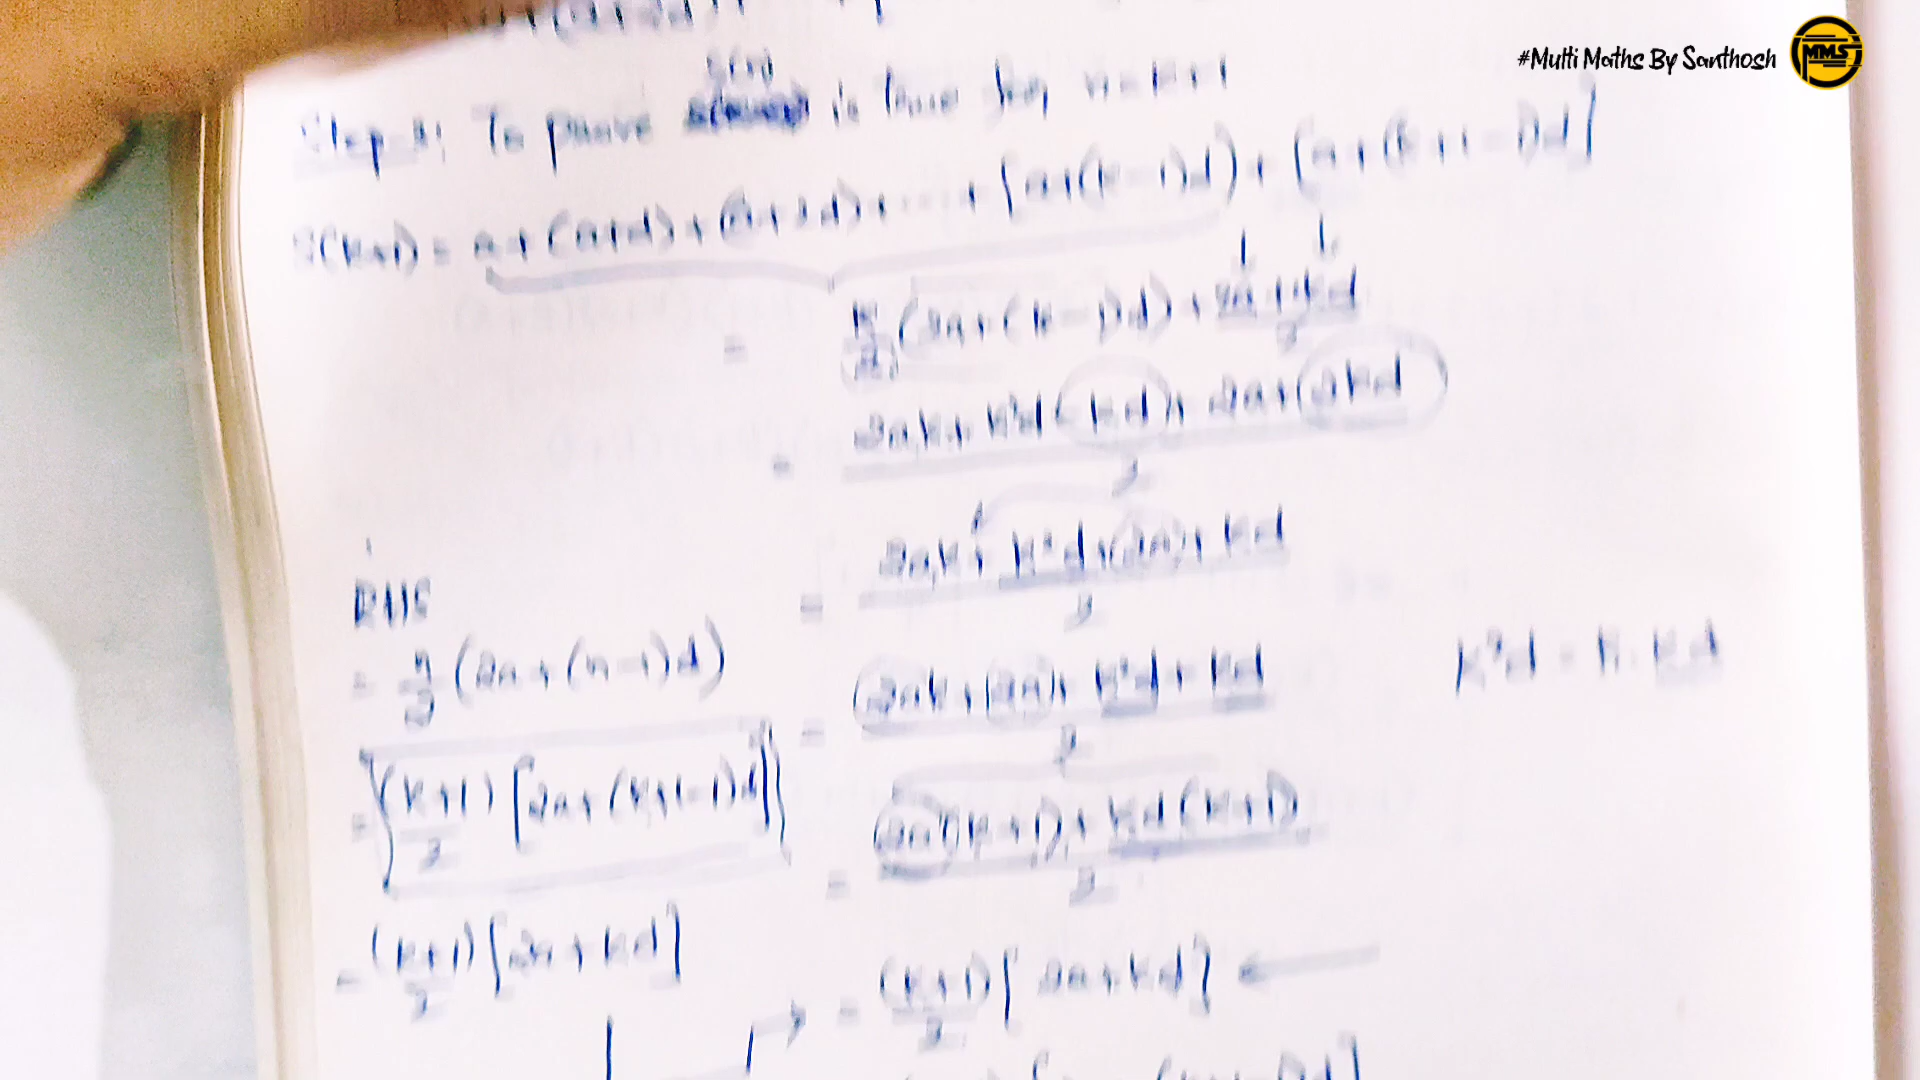 #Multi Maths By Santhosh
MMS
S(n)
Step-3: To prove is true for n=k+1
S(k+1) = a+(a+d)+(a+2d)+....+[a+(k-1)d]+[a+(k+1-1)d]
= k/2 (2a+(k-1)d)+ 2a+2kd/2
= 2ak+k²d-kd+2a+2kd/2
= 2ak+k²d+2a+kd/2
= 2ak+2a+k²d+kd/2
k²d = k.kd
= 2a(k+1)+kd(k+1)/2
= (k+1)/2 [2a+kd]
RHS
= n/2 (2a+(n-1)d)
= {(k+1)/2 [2a+(k+1-1)d]}
= (k+1)/2 [2a+kd]